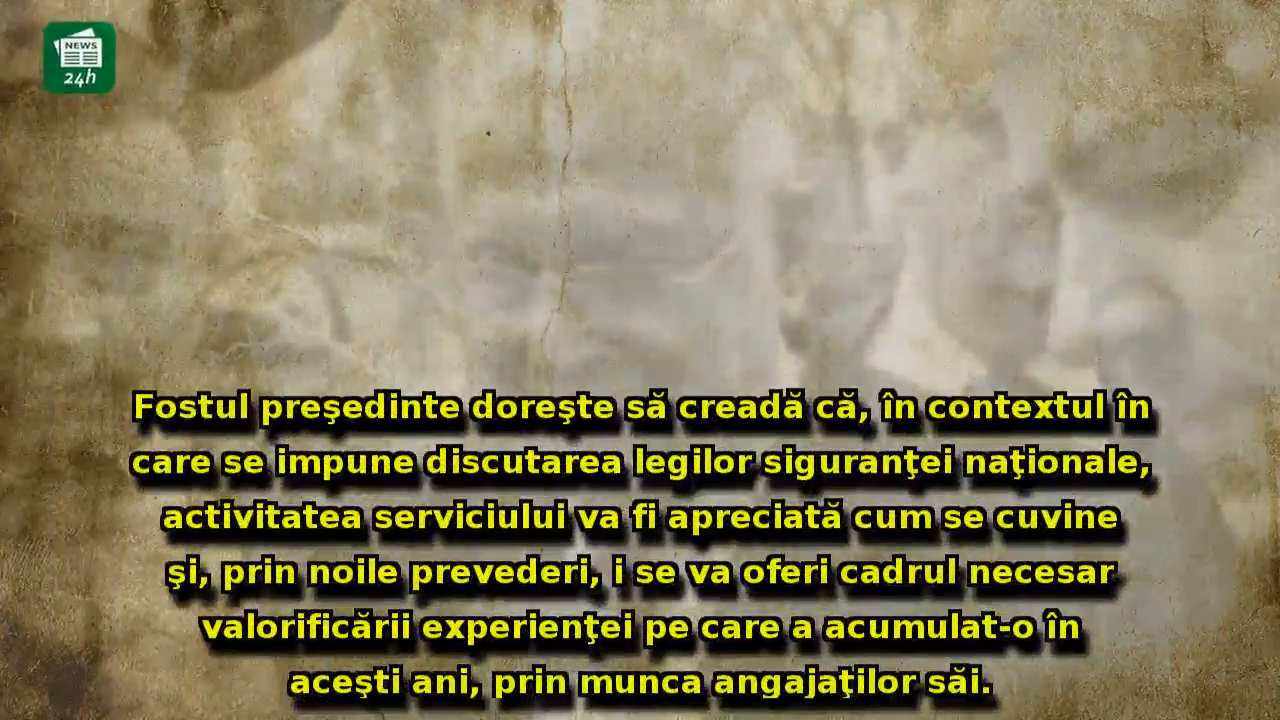 NEWS
24h
Fostul preşedinte doreşte să creadă că, în contextul în
care se impune discutarea legilor siguranţei naţionale,
activitatea serviciului va fi apreciată cum se cuvine
şi, prin noile prevederi, i se va oferi cadrul necesar
valorificării experienţei pe care a acumulat-o în
aceşti ani, prin munca angajaţilor săi.